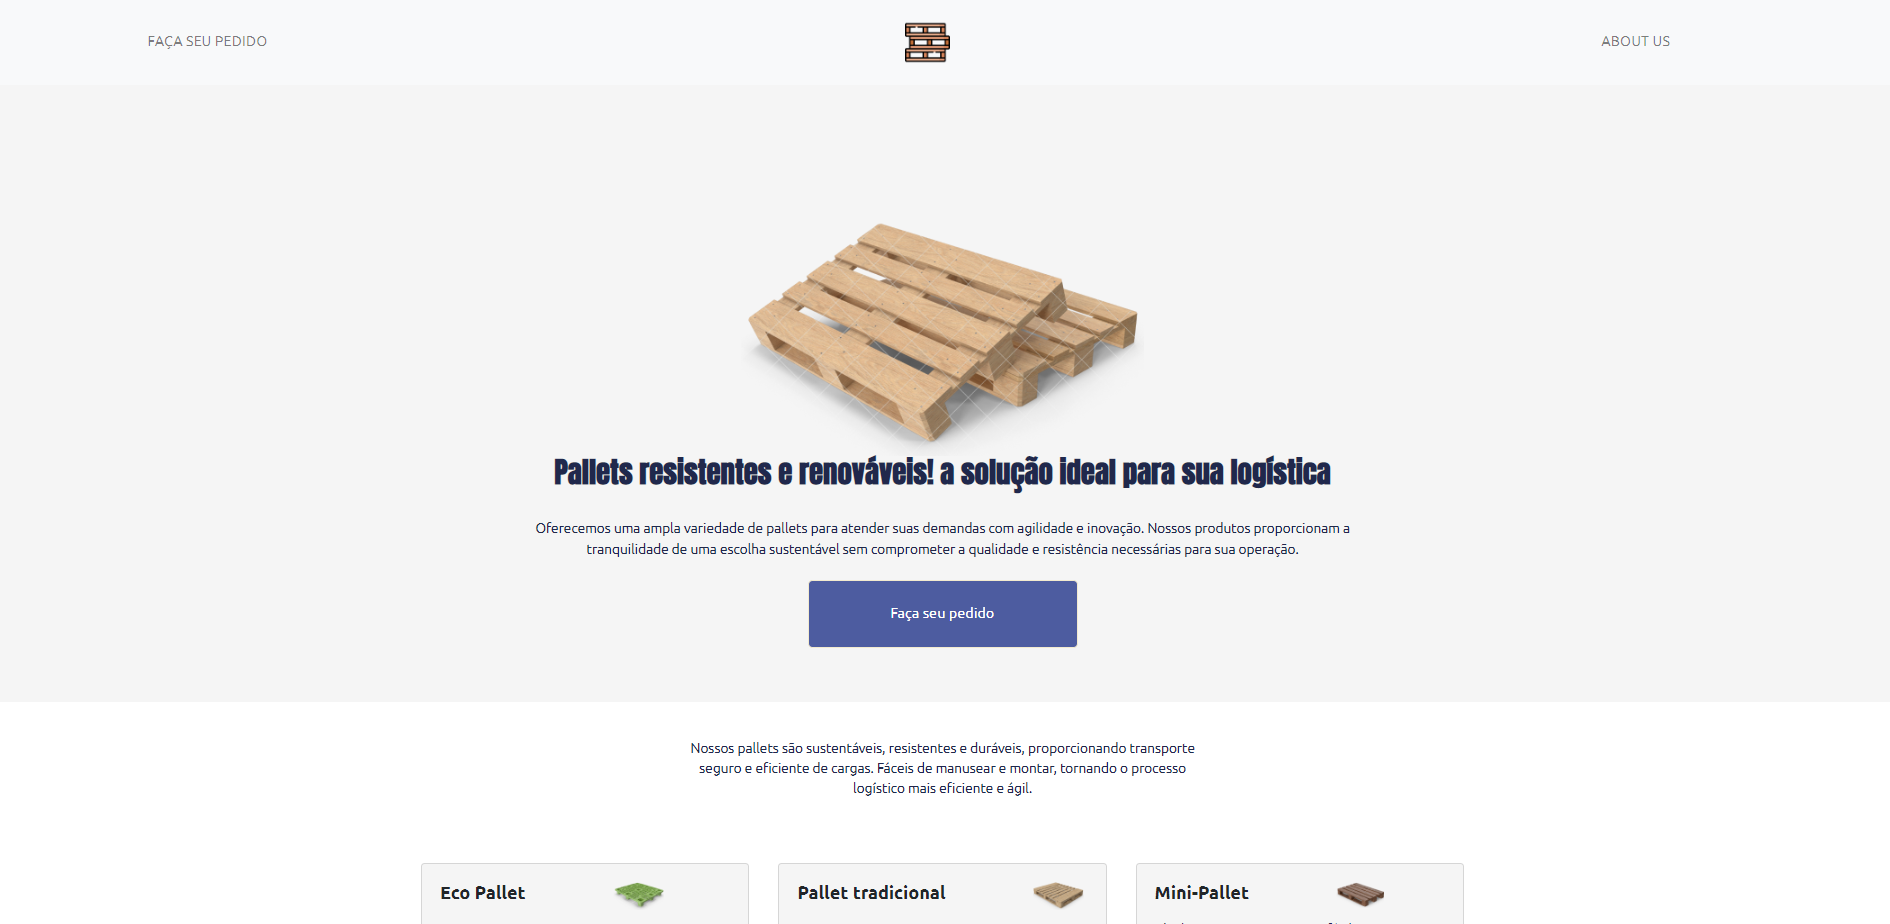 FAÇA SEU PEDIDO
ABOUT US
Pallets resistentes e renováveis! a solução ideal para sua logística
Oferecemos uma ampla variedade de pallets para atender suas demandas com agilidade e inovação. Nossos produtos proporcionam a
tranquilidade de uma escolha sustentável sem comprometer a qualidade e resistência necessárias para sua operação.
Faça seu pedido
Nossos pallets são sustentáveis, resistentes e duráveis, proporcionando transporte
seguro e eficiente de cargas. Fáceis de manusear e montar, tornando o processo
logístico mais eficiente e ágil.
Eco Pallet
Pallet tradicional
Mini-Pallet